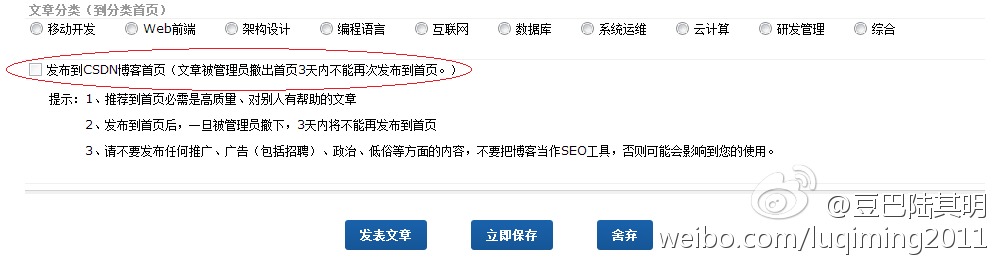 文章分类（到分类首页）
移动开发 Web前端 架构设计 编程语言 互联网 数据库 系统运维 云计算 研发管理 综合
发布到CSDN博客首页（文章被管理员撤出首页3天内不能再次发布到首页。）
提示：1、推荐到首页必需是高质量、对别人有帮助的文章
2、发布到首页后，一旦被管理员撤下，3天内将不能再发布到首页
3、请不要发布任何推广、广告（包括招聘）、政治、低俗等方面的内容，不要把博客当作SEO工具，否则可能会影响到您的使用。
发表文章 立即保存 舍弃
@豆巴陆其明
weibo.com/luqiming2011